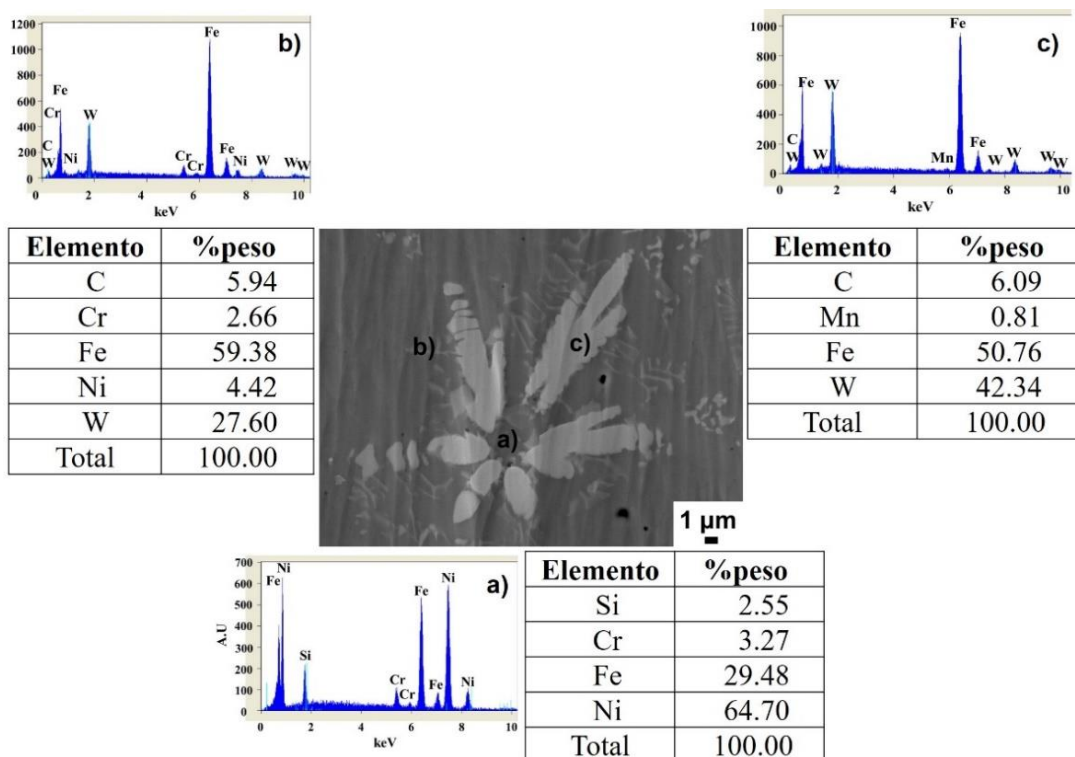 b)
1200
1000
800
600
400
200
0
Fe
Cr
C
W
Ni
W
Fe
Cr
Cr
Fe
Ni
W
W
W
0 2 4 6 8 10
keV
c)
1000
800
600
400
200
0
Fe
C
W
W
W
Fe
Mn
Fe
W
W
W
W
0 2 4 6 8 10
keV
Elemento %peso
C 5.94
Cr 2.66
Fe 59.38
Ni 4.42
W 27.60
Total 100.00
b)
c)
a)
1 µm
Elemento %peso
C 6.09
Mn 0.81
Fe 50.76
W 42.34
Total 100.00
a)
700
600
500
400
300
200
100
0
A.U
Ni
Fe
Si
Cr
Cr
Fe
Fe
Ni
Ni
0 2 4 6 8 10
keV
Elemento %peso
Si 2.55
Cr 3.27
Fe 29.48
Ni 64.70
Total 100.00